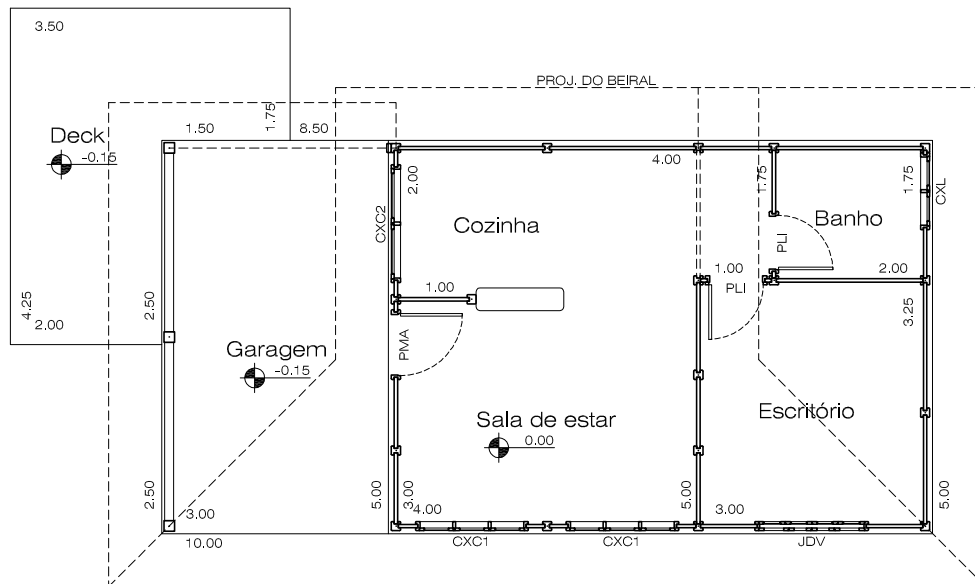 3.50
PROJ. DO BEIRAL
1.75
1.50
8.50
Deck
-0.15
4.00
2.00
1.75
1.75
CXL
CXC2
Cozinha
Banho
PLI
1.00
2.00
1.00
PLI
4.25
2.00
2.50
3.25
Garagem
-0.15
PMA
Sala de estar
0.00
Escritório
2.50
3.00
5.00
3.00
4.00
5.00
3.00
5.00
10.00
CXC1
CXC1
JDV